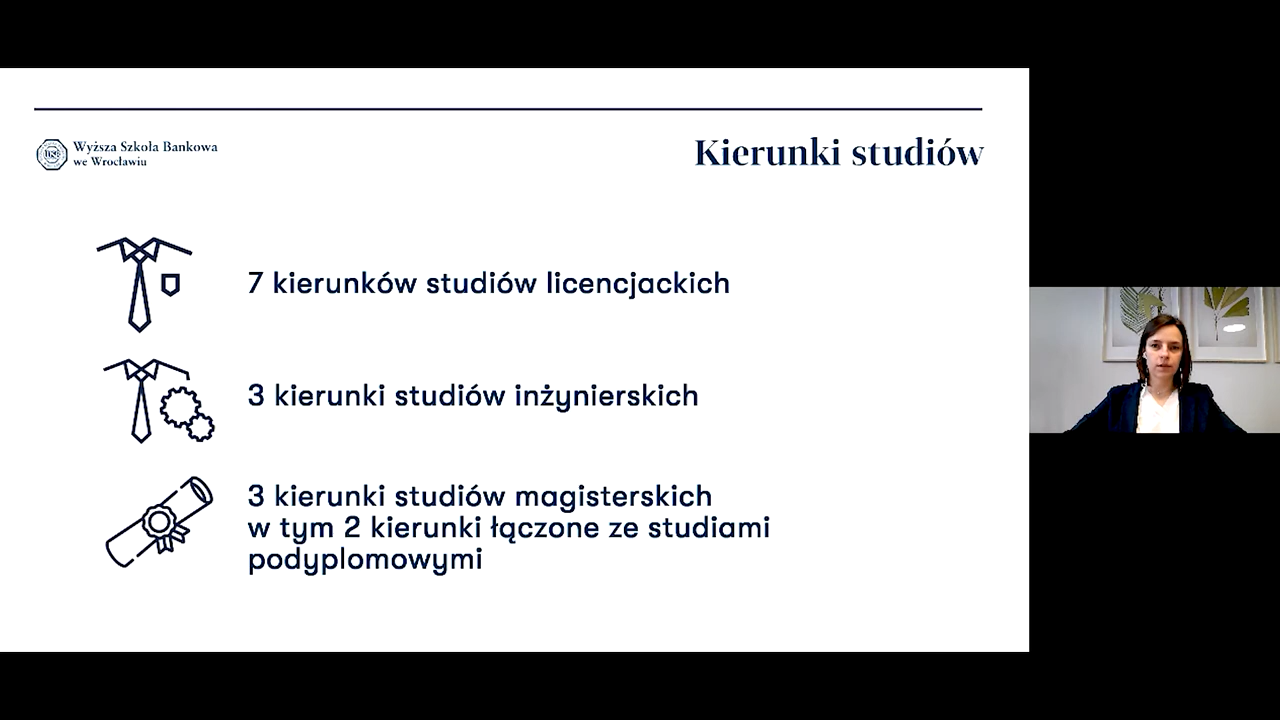 Wyższa Szkoła Bankowa
we Wrocławiu
Kierunki studiów
7 kierunków studiów licencjackich
3 kierunki studiów inżynierskich
3 kierunki studiów magisterskich
w tym 2 kierunki łączone ze studiami
podyplomowymi